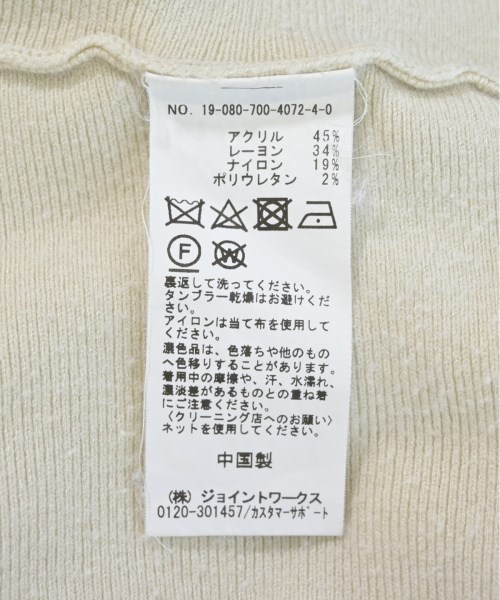 NO. 19-080-700-4072-4-0
アクリル 45%
レーヨン 34%
ナイロン 19%
ポリウレタン 2%
F W
裏返して洗ってください。
タンブラー乾燥はお避けくだ
さい。
アイロンは当て布を使用して
ください。
濃色品は、色落ちや他のもの
へ色移りすることがあります。
着用中の摩擦や、汗、水濡れ、
濃淡差があるものとの重ね着
にご注意ください。
〈クリーニング店へのお願い〉
ネットを使用してください。
中国製
(株) ジョイントワークス
0120-301457/カスタマーサポート